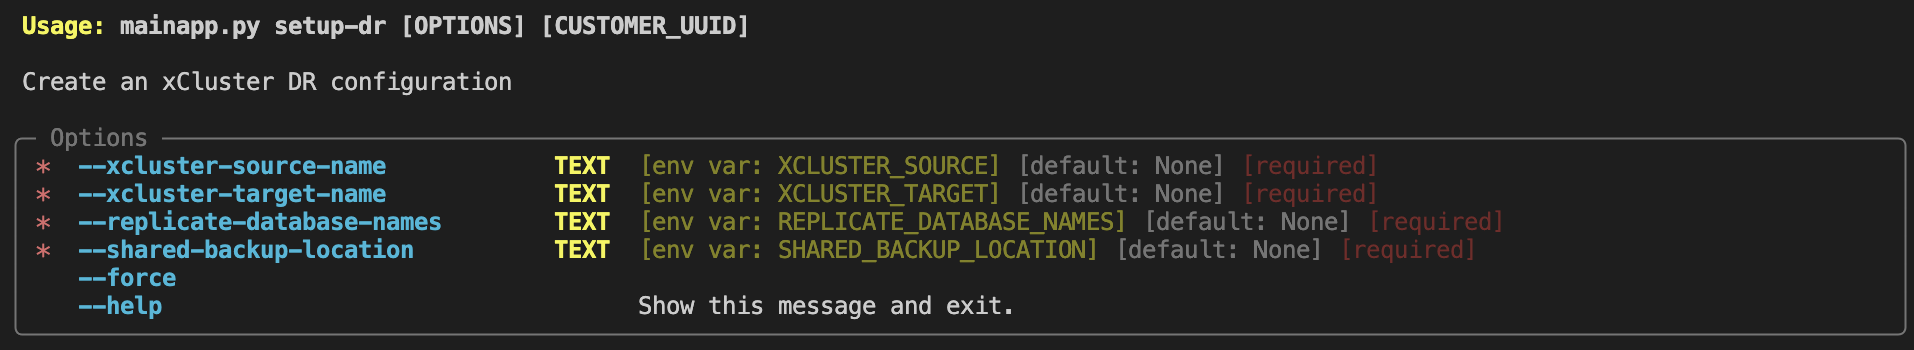 Usage: mainapp.py setup-dr [OPTIONS] [CUSTOMER_UUID]
Create an xCluster DR configuration
Options
* --xcluster-source-name TEXT [env var: XCLUSTER_SOURCE] [default: None] [required]
* --xcluster-target-name TEXT [env var: XCLUSTER_TARGET] [default: None] [required]
* --replicate-database-names TEXT [env var: REPLICATE_DATABASE_NAMES] [default: None] [required]
* --shared-backup-location TEXT [env var: SHARED_BACKUP_LOCATION] [default: None] [required]
--force
--help Show this message and exit.